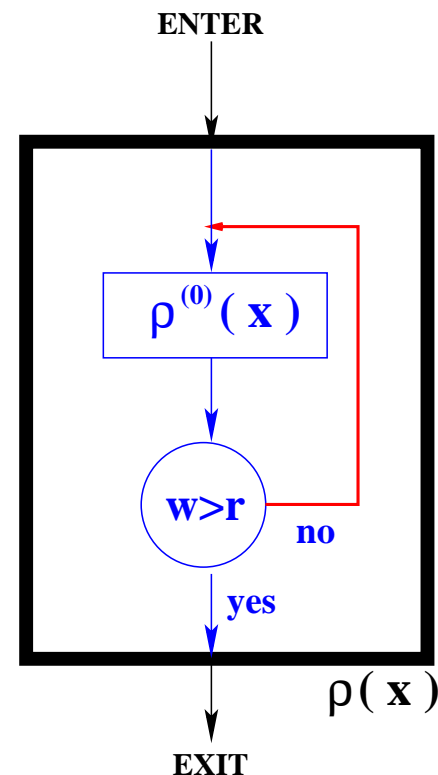 ENTER
ρ⁽⁰⁾( x )
w>r
no
yes
ρ( x )
EXIT